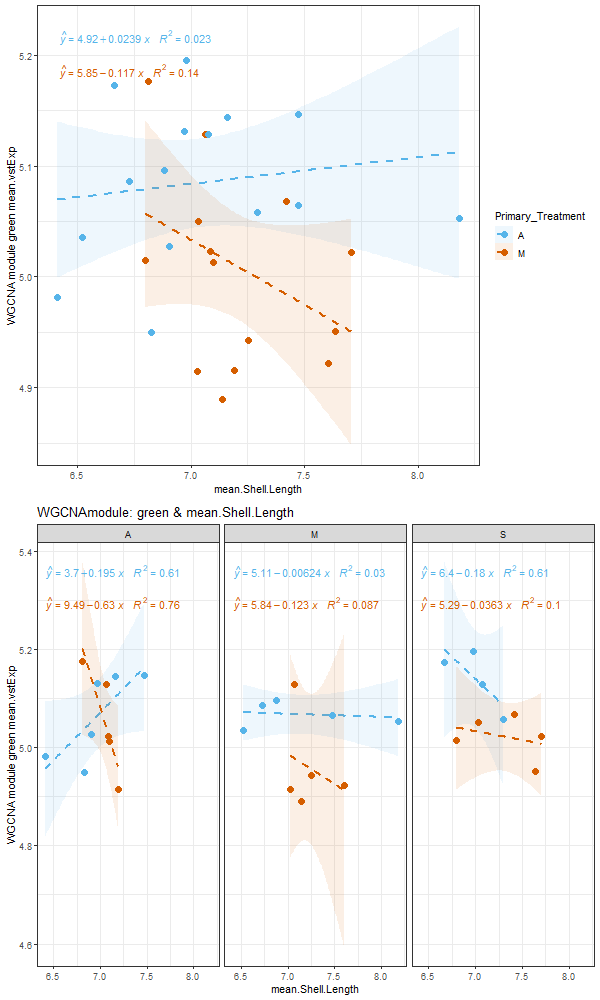 ŷ = 4.92 + 0.0239 x R² = 0.023
ŷ = 5.85 − 0.117 x R² = 0.14
5.2
5.1
5.0
4.9
WGCNA module green mean.vstExp
6.5 7.0 7.5 8.0
mean.Shell.Length
Primary_Treatment
A
M
WGCNAmodule: green & mean.Shell.Length
A M S
ŷ = 3.7 + 0.195 x R² = 0.61
ŷ = 9.49 − 0.63 x R² = 0.76
ŷ = 5.11 − 0.00624 x R² = 0.03
ŷ = 5.84 − 0.123 x R² = 0.087
ŷ = 6.4 − 0.18 x R² = 0.61
ŷ = 5.29 − 0.0363 x R² = 0.1
5.4
5.2
5.0
4.8
4.6
WGCNA module green mean.vstExp
6.5 7.0 7.5 8.0 6.5 7.0 7.5 8.0 6.5 7.0 7.5 8.0
mean.Shell.Length